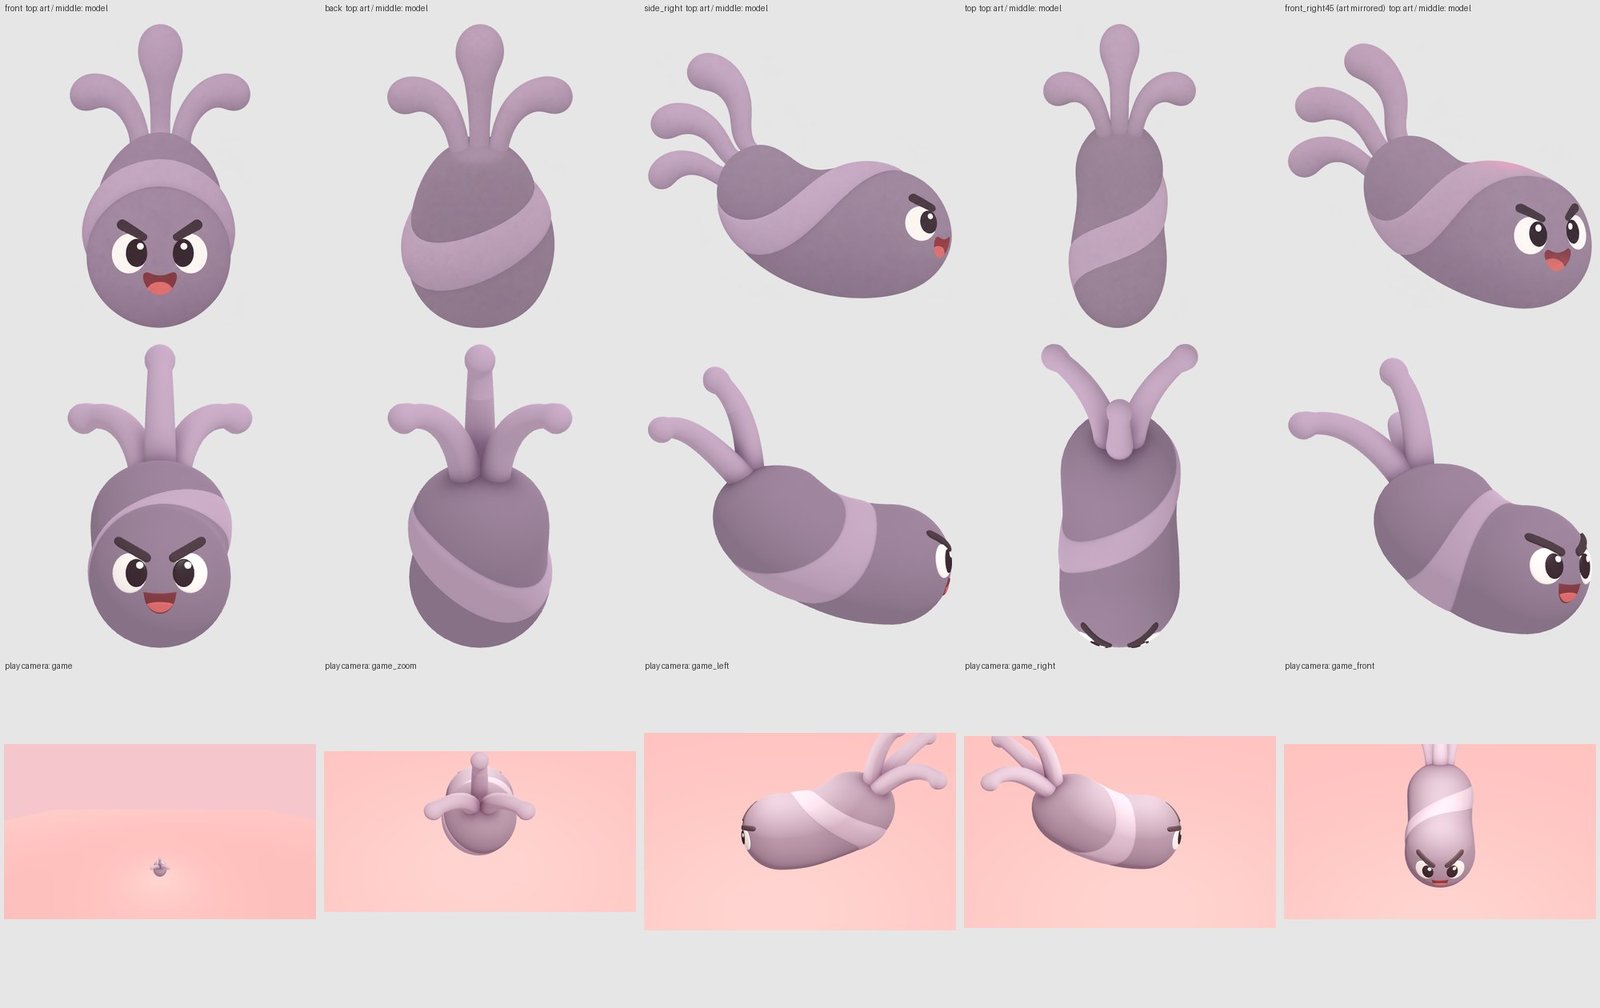 front top: art / middle: model
back top: art / middle: model
side_right top: art / middle: model
top top: art / middle: model
front_right45 (art mirrored) top: art / middle: model
play camera: game
play camera: game_zoom
play camera: game_left
play camera: game_right
play camera: game_front